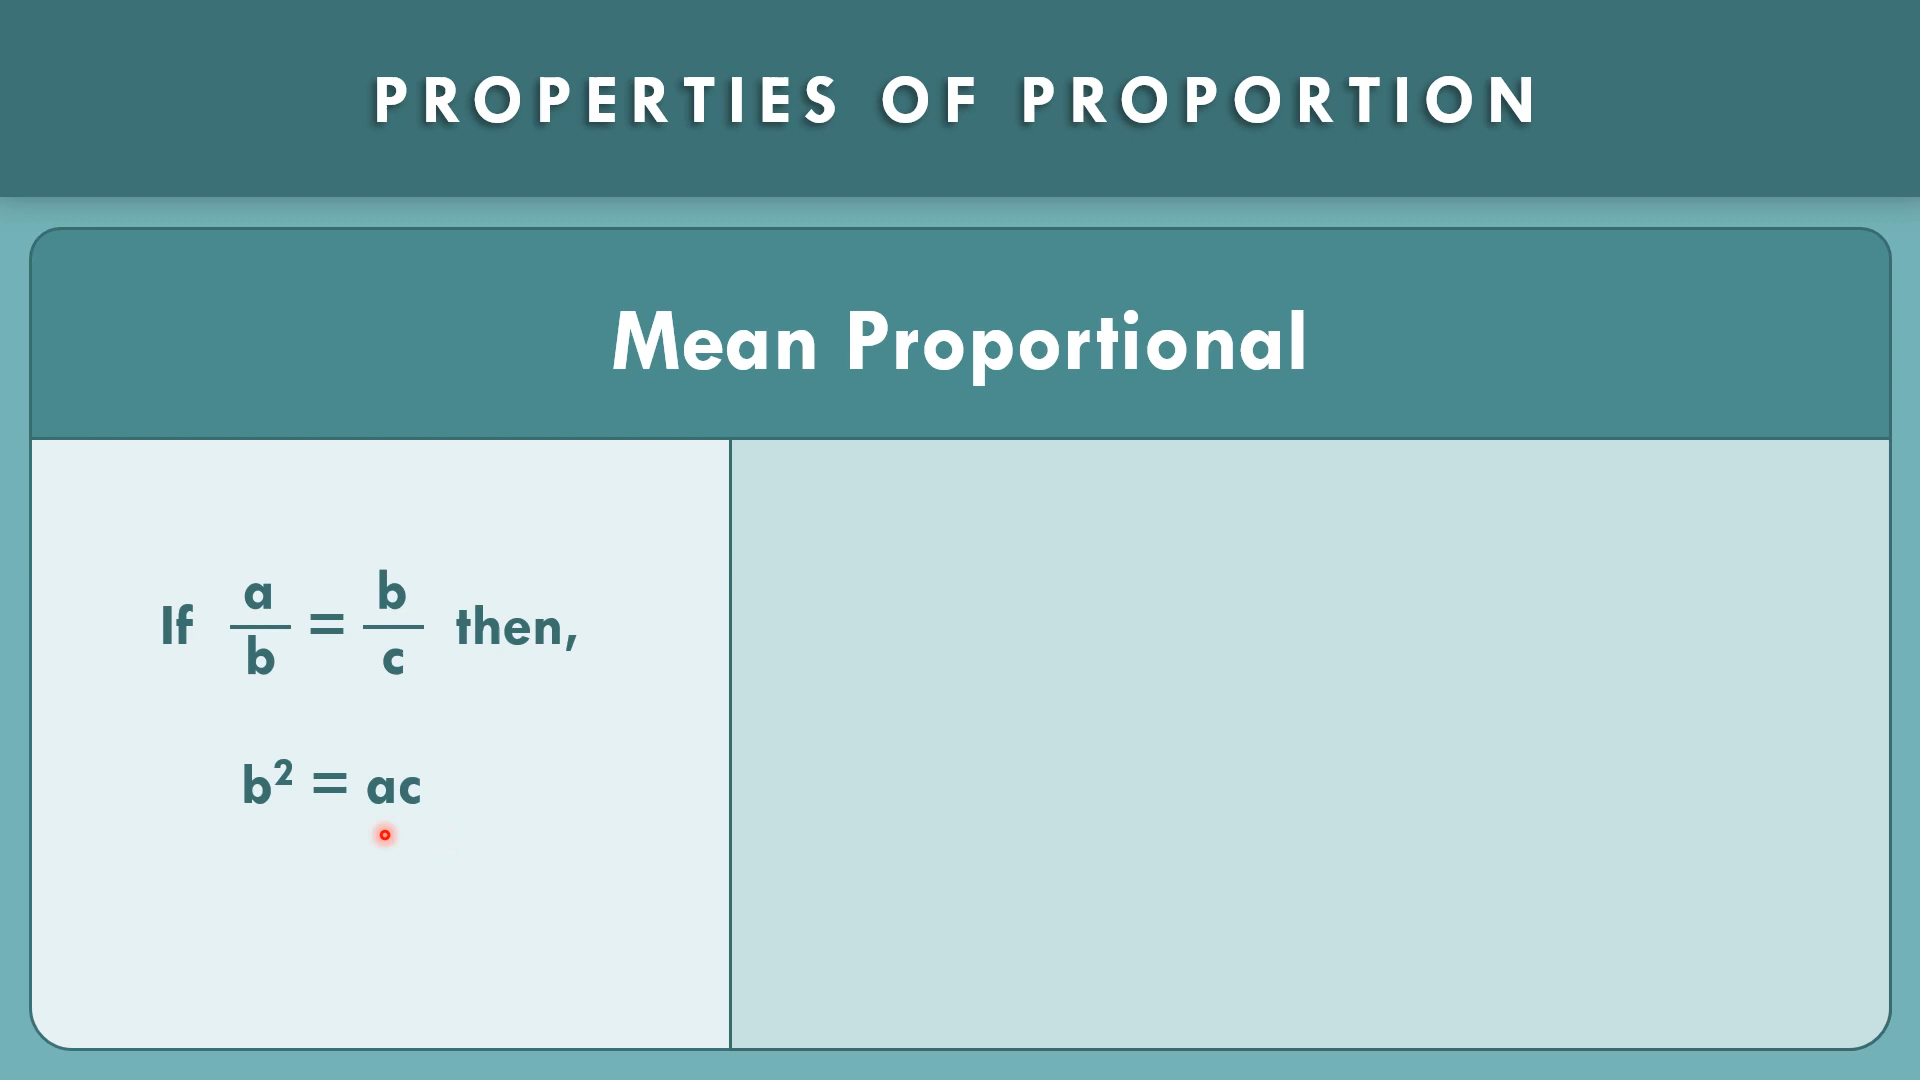 PROPERTIES OF PROPORTION
Mean Proportional
If a/b = b/c then,
b² = ac